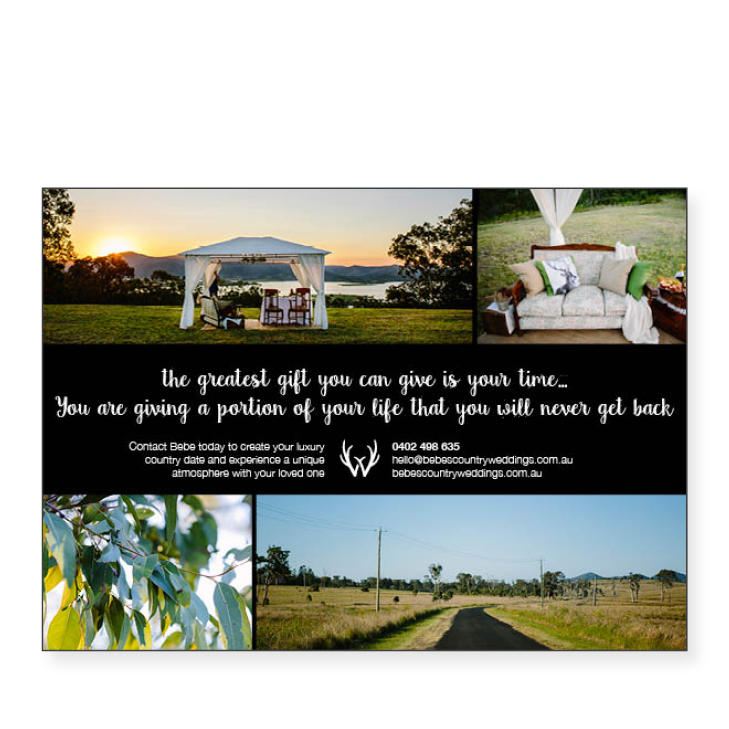 the greatest gift you can give is your time...
You are giving a portion of your life that you will never get back
Contact Bebe today to create your luxury
country date and experience a unique
atmosphere with your loved one
0402 498 635
hello@bebescountryweddings.com.au
bebescountryweddings.com.au